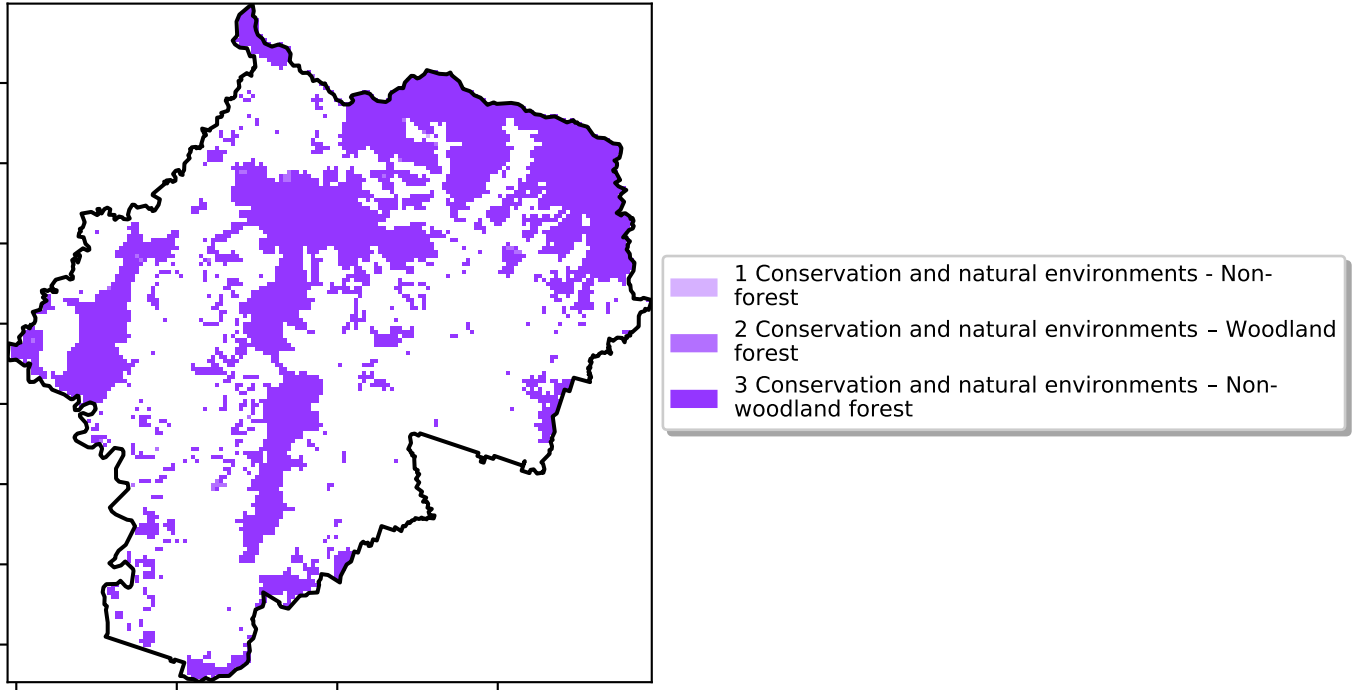 1 Conservation and natural environments - Non-
forest
2 Conservation and natural environments – Woodland
forest
3 Conservation and natural environments – Non-
woodland forest